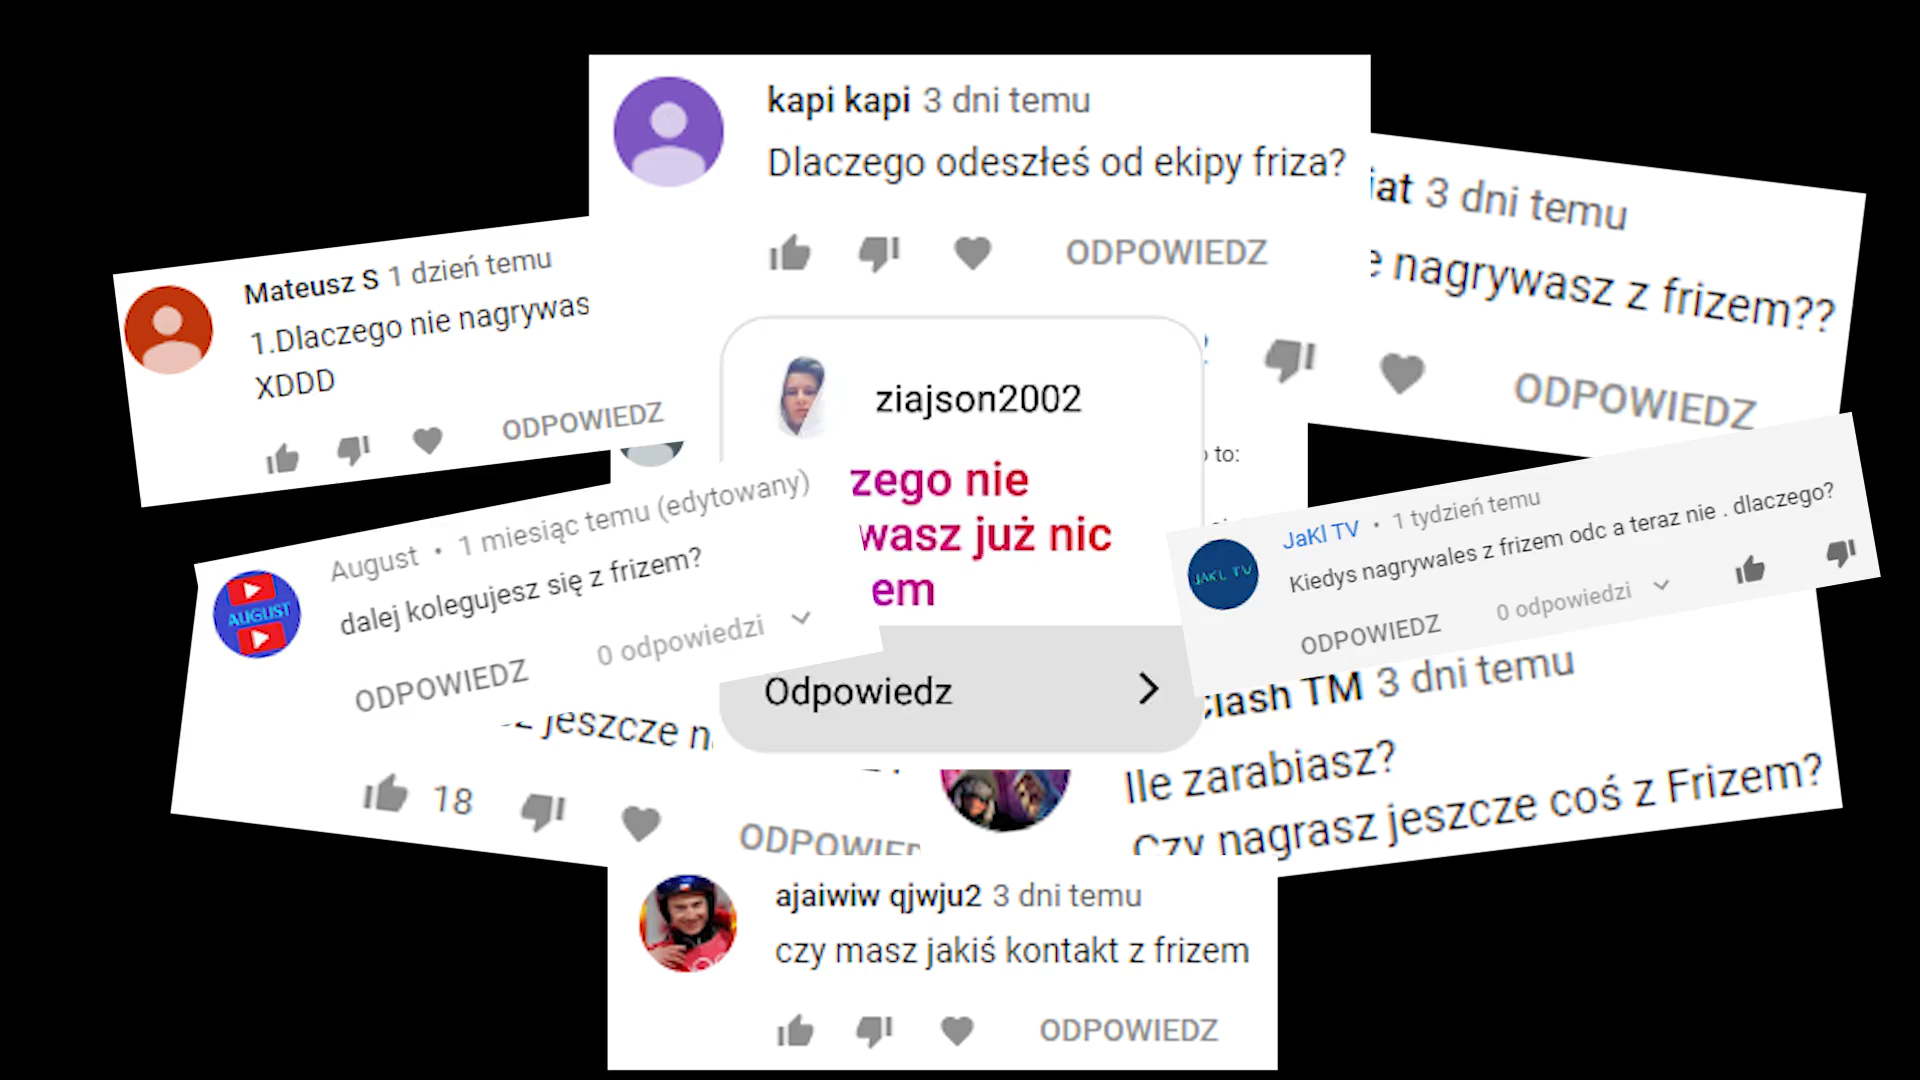 kapi kapi 3 dni temu
Dlaczego odeszłeś od ekipy friza?
ODPOWIEDZ
iat 3 dni temu
e nagrywasz z frizem??
ODPOWIEDZ
Mateusz S 1 dzień temu
1.Dlaczego nie nagrywas
XDDD
ODPOWIEDZ
ziajson2002
zego nie
wasz już nic
em
Odpowiedz
to:
August • 1 miesiąc temu (edytowany)
dalej kolegujesz się z frizem?
0 odpowiedzi
ODPOWIEDZ
JaKl TV • 1 tydzień temu
Kiedys nagrywales z frizem odc a teraz nie . dlaczego?
0 odpowiedzi
ODPOWIEDZ
JAKL TV
AUGUST
jeszcze n
18
ODPOWIED
lash TM 3 dni temu
Ile zarabiasz?
Czy nagrasz jeszcze coś z Frizem?
ajaiwiw qjwju2 3 dni temu
czy masz jakiś kontakt z frizem
ODPOWIEDZ